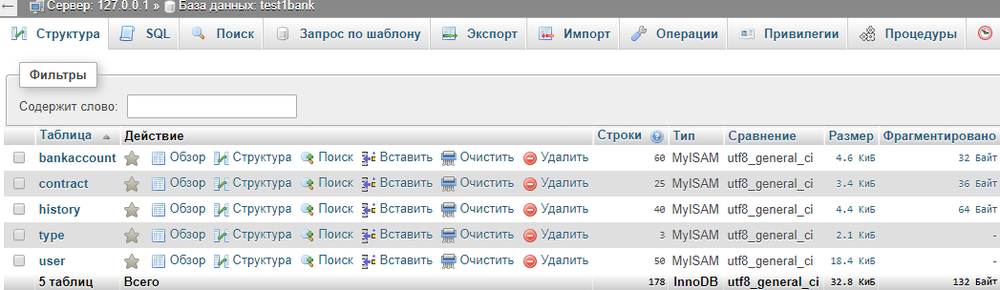 Сервер: 127.0.0.1 » База данных: test1bank
Структура SQL Поиск Запрос по шаблону Экспорт Импорт Операции Привилегии Процедуры
Фильтры
Содержит слово:
Таблица Действие Строки Тип Сравнение Размер Фрагментировано
bankaccount Обзор Структура Поиск Вставить Очистить Удалить 60 MyISAM utf8_general_ci 4.6 КиБ 32 Байт
contract Обзор Структура Поиск Вставить Очистить Удалить 25 MyISAM utf8_general_ci 3.4 КиБ 36 Байт
history Обзор Структура Поиск Вставить Очистить Удалить 40 MyISAM utf8_general_ci 4.4 КиБ 64 Байт
type Обзор Структура Поиск Вставить Очистить Удалить 3 MyISAM utf8_general_ci 2.1 КиБ -
user Обзор Структура Поиск Вставить Очистить Удалить 50 MyISAM utf8_general_ci 18.4 КиБ -
5 таблиц Всего 178 InnoDB utf8_general_ci 32.8 КиБ 132 Байт